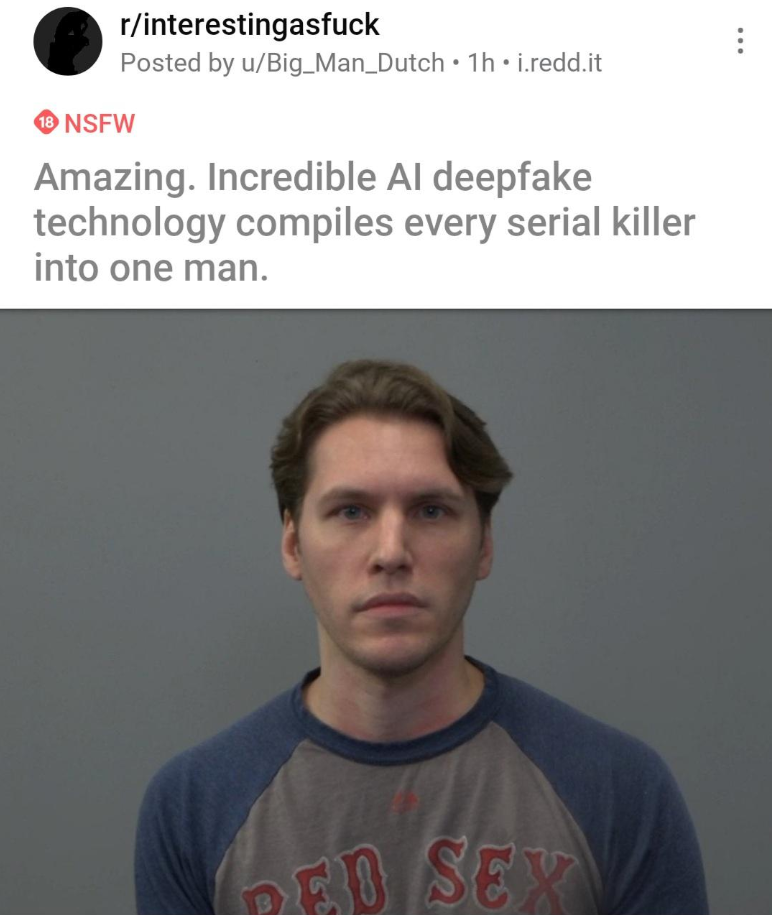 r/interestingasfuck
Posted by u/Big_Man_Dutch • 1h • i.redd.it
18 NSFW
Amazing. Incredible AI deepfake
technology compiles every serial killer
into one man.
RED SEX